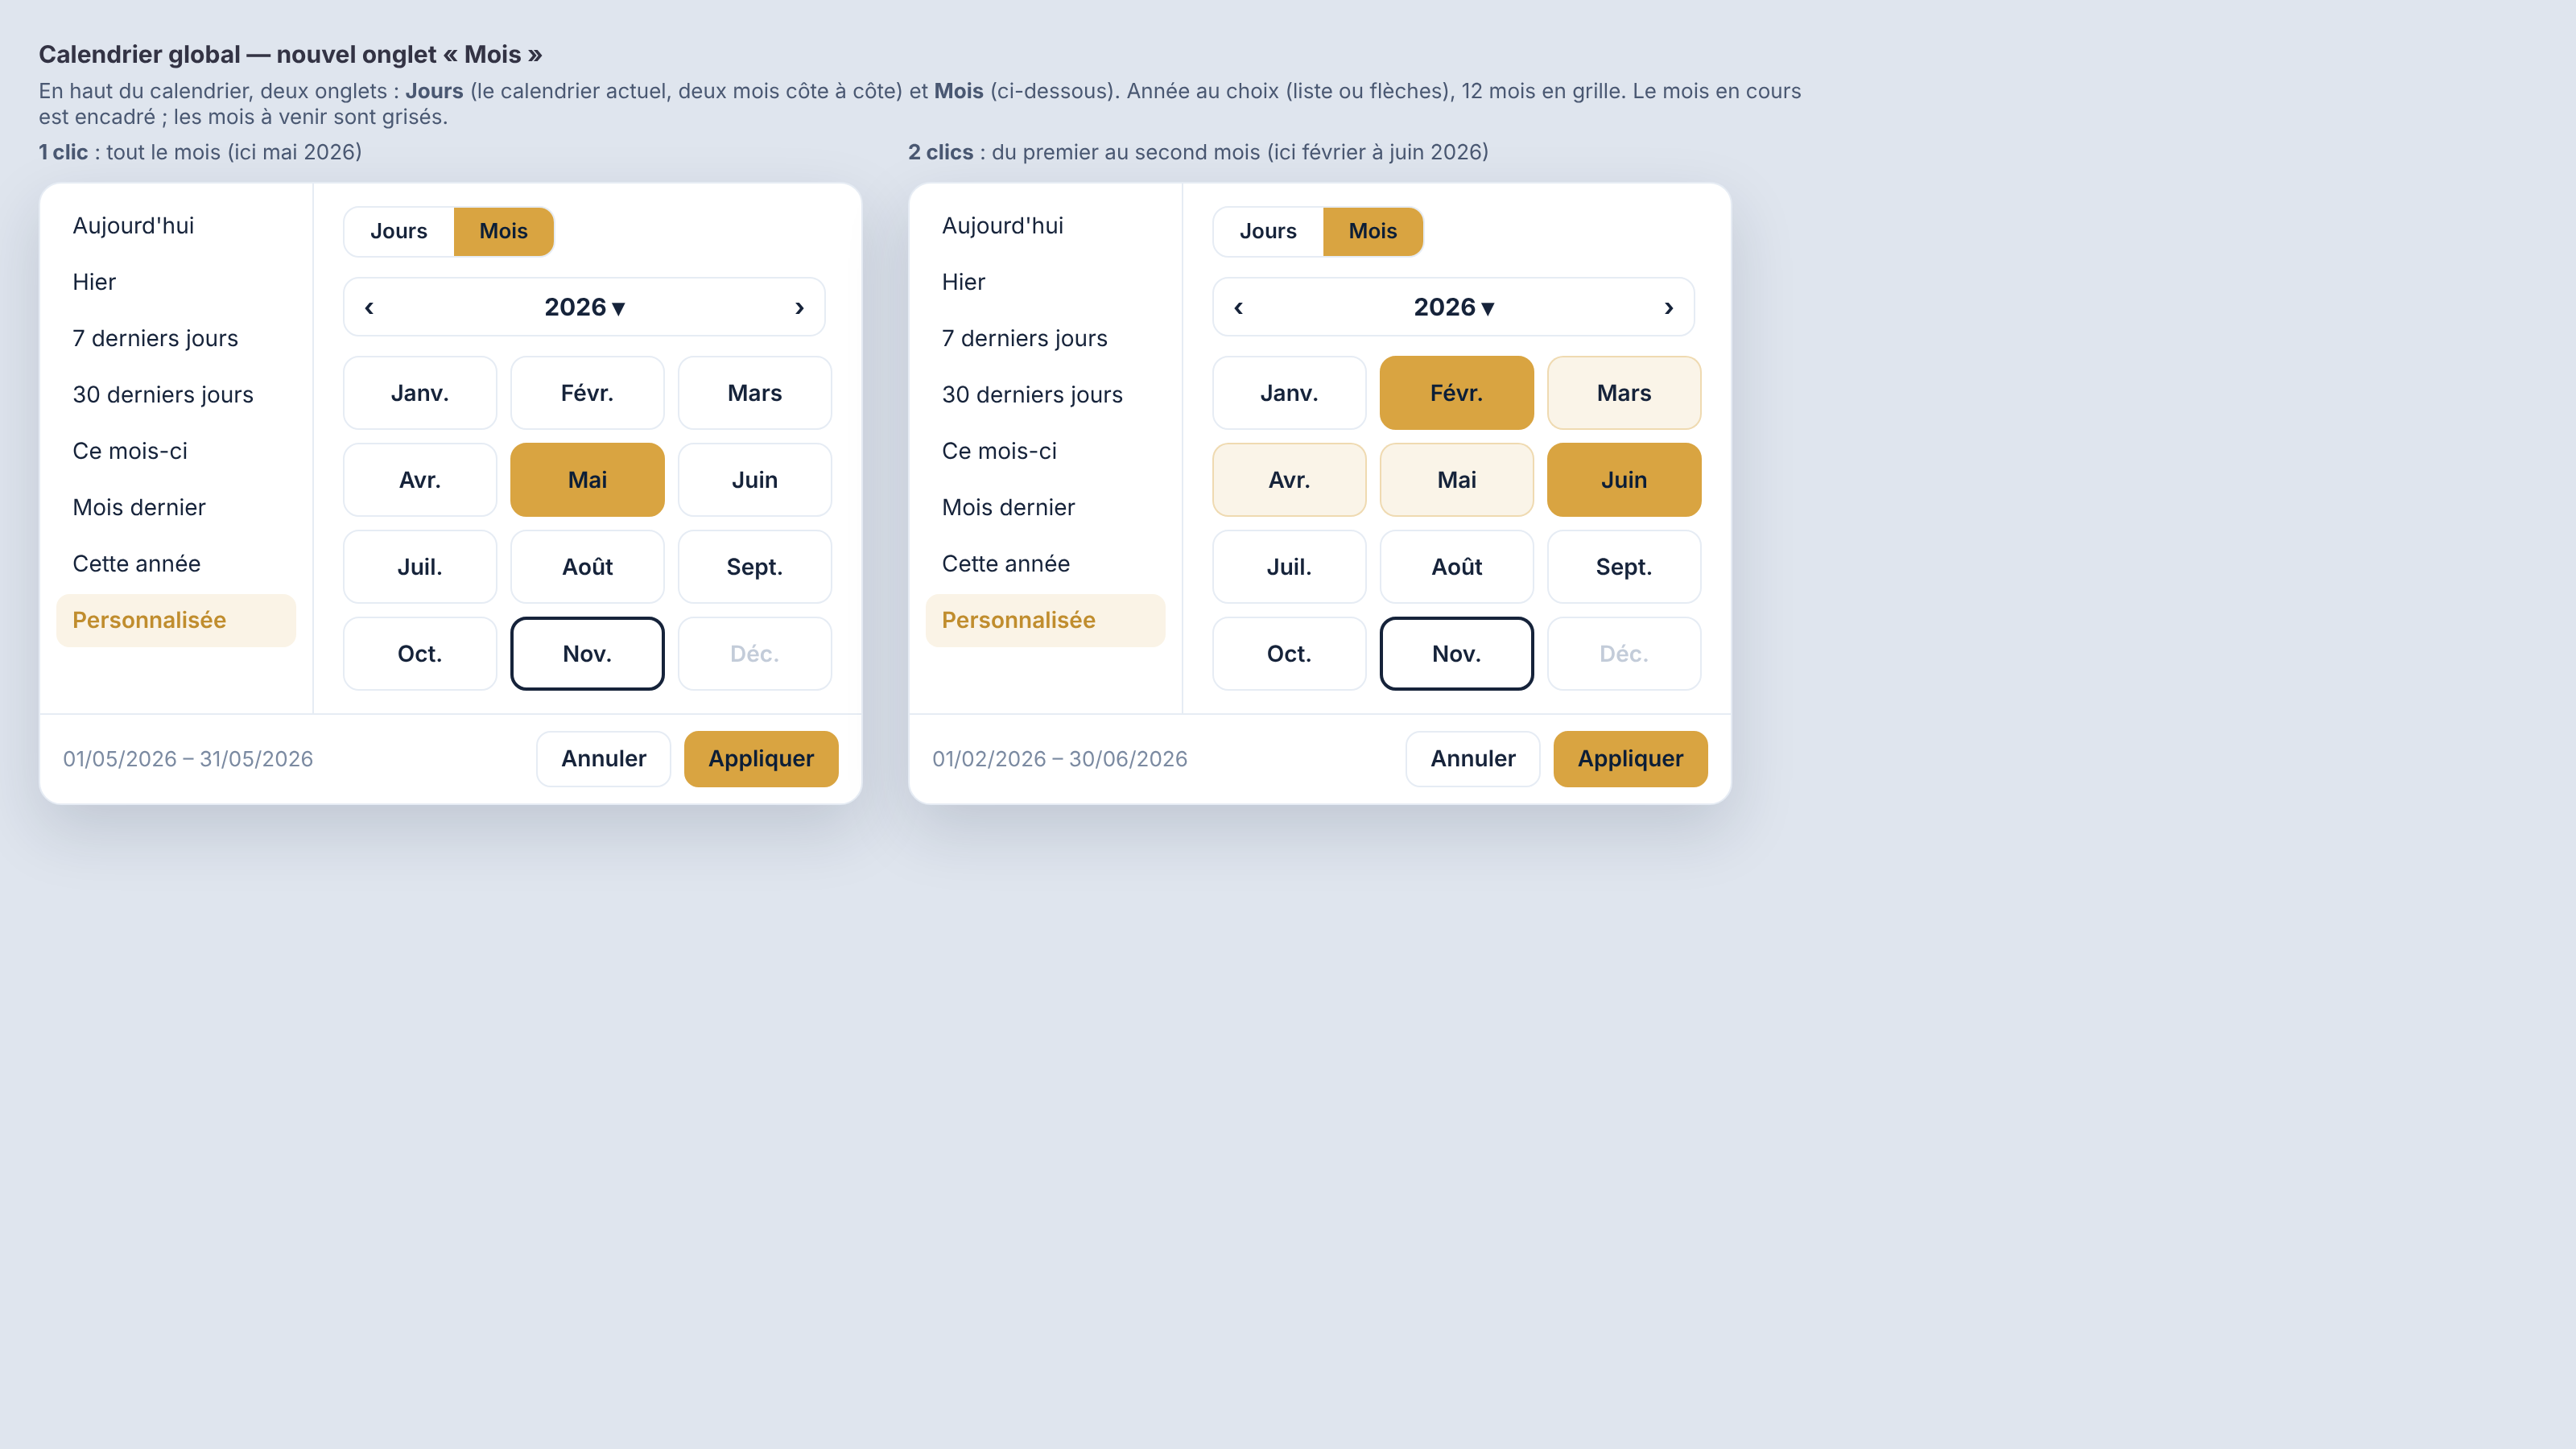 Calendrier global — nouvel onglet « Mois »
En haut du calendrier, deux onglets : Jours (le calendrier actuel, deux mois côte à côte) et Mois (ci-dessous). Année au choix (liste ou flèches), 12 mois en grille. Le mois en cours
est encadré ; les mois à venir sont grisés.
1 clic : tout le mois (ici mai 2026)
Aujourd'hui
Hier
7 derniers jours
30 derniers jours
Ce mois-ci
Mois dernier
Cette année
Personnalisée
Jours Mois
‹ 2026 ▾ ›
Janv. Févr. Mars
Avr. Mai Juin
Juil. Août Sept.
Oct. Nov. Déc.
01/05/2026 – 31/05/2026 Annuler Appliquer
2 clics : du premier au second mois (ici février à juin 2026)
Aujourd'hui
Hier
7 derniers jours
30 derniers jours
Ce mois-ci
Mois dernier
Cette année
Personnalisée
Jours Mois
‹ 2026 ▾ ›
Janv. Févr. Mars
Avr. Mai Juin
Juil. Août Sept.
Oct. Nov. Déc.
01/02/2026 – 30/06/2026 Annuler Appliquer